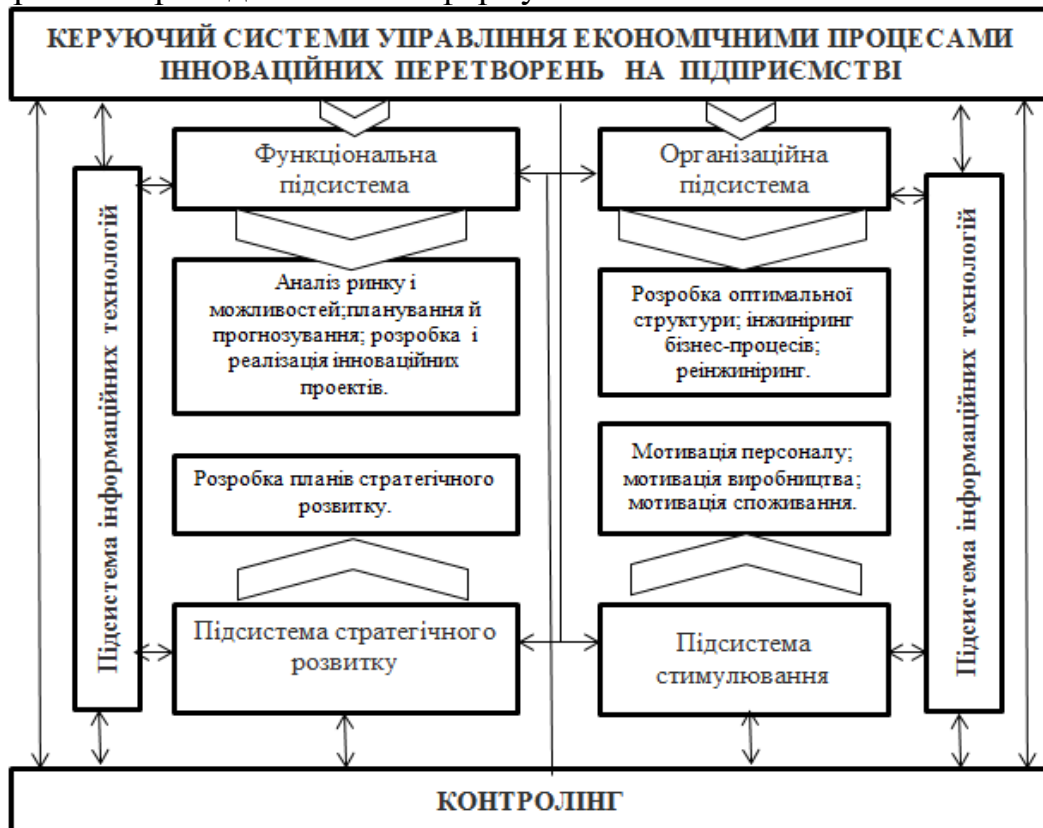 КЕРУЮЧИЙ СИСТЕМИ УПРАВЛІННЯ ЕКОНОМІЧНИМИ ПРОЦЕСАМИ
ІННОВАЦІЙНИХ ПЕРЕТВОРЕНЬ НА ПІДПРИЄМСТВІ
Функціональна
підсистема
Організаційна
підсистема
Підсистема інформаційних технологій
Аналіз ринку і
можливостей;планування й
прогнозування; розробка і
реалізація інноваційних
проектів.
Розробка оптимальної
структури; інжиніринг
бізнес-процесів;
реінжиніринг.
Підсистема інформаційних технологій
Розробка планів стратегічного
розвитку.
Мотивація персоналу;
мотивація виробництва;
мотивація споживання.
Підсистема стратегічного
розвитку
Підсистема
стимулювання
КОНТРОЛІНГ